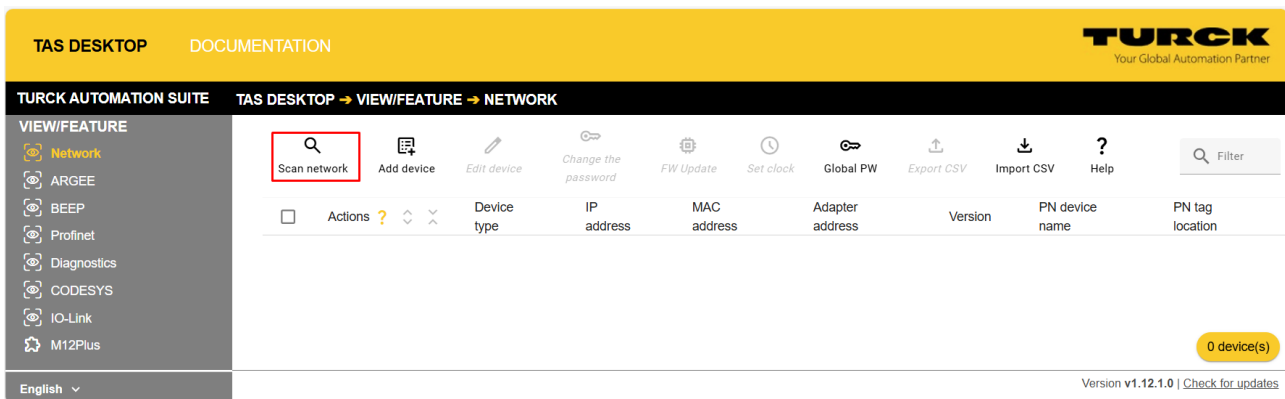 TAS DESKTOP DOCUMENTATION
TURCK
Your Global Automation Partner
TURCK AUTOMATION SUITE TAS DESKTOP ➔ VIEW/FEATURE ➔ NETWORK
VIEW/FEATURE
Network
ARGEE
BEEP
Profinet
Diagnostics
CODESYS
IO-Link
M12Plus
English
Scan network
Add device
Edit device
Change the
password
FW Update
Set clock
Global PW
Export CSV
Import CSV
?
Help
Filter
Actions ?
Device
type
IP
address
MAC
address
Adapter
address
Version
PN device
name
PN tag
location
0 device(s)
Version v1.12.1.0 | Check for updates